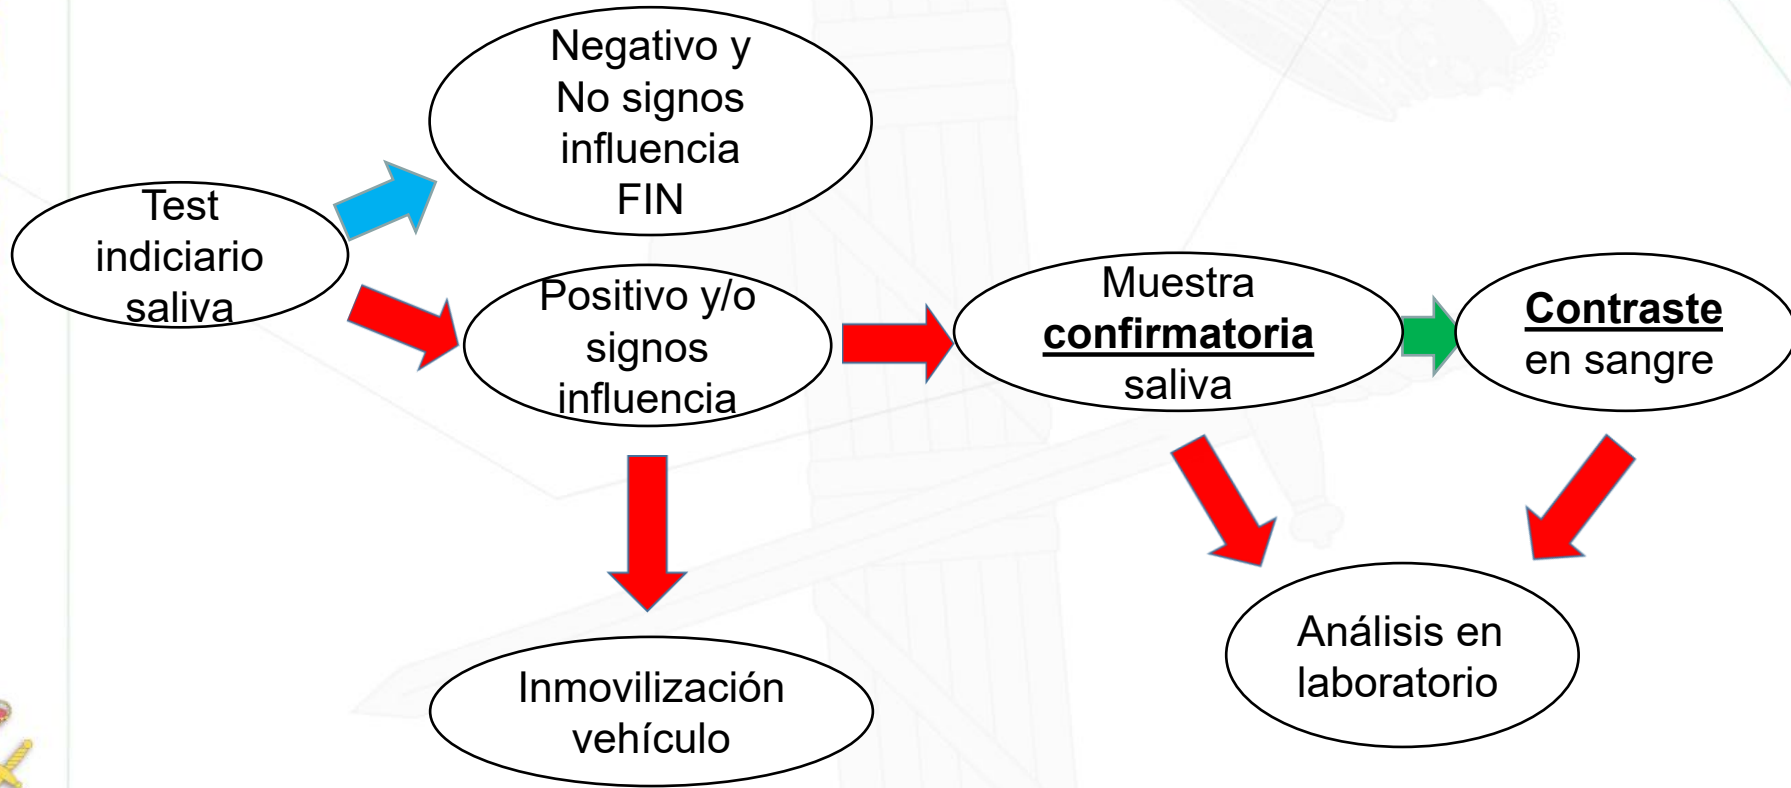 Negativo y
No signos
influencia
FIN
Test
indiciario
saliva
Positivo y/o
signos
influencia
Muestra
confirmatoria
saliva
Contraste
en sangre
Inmovilización
vehículo
Análisis en
laboratorio